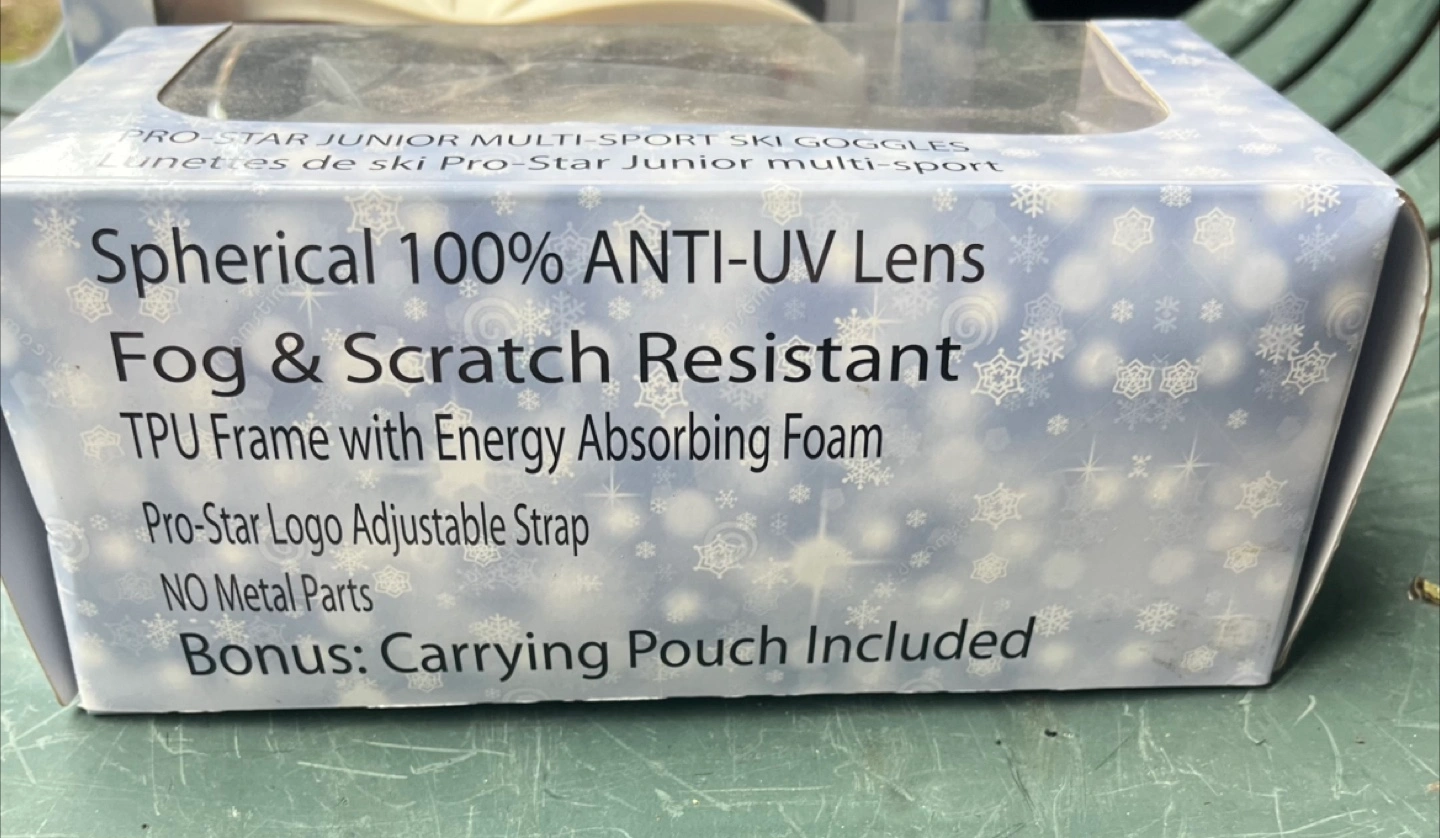 PRO-STAR JUNIOR MULTI-SPORT SKI GOGGLES
Lunettes de ski Pro-Star Junior multi-sport
Spherical 100% ANTI-UV Lens
Fog & Scratch Resistant
TPU Frame with Energy Absorbing Foam
Pro-Star Logo Adjustable Strap
NO Metal Parts
Bonus: Carrying Pouch Included